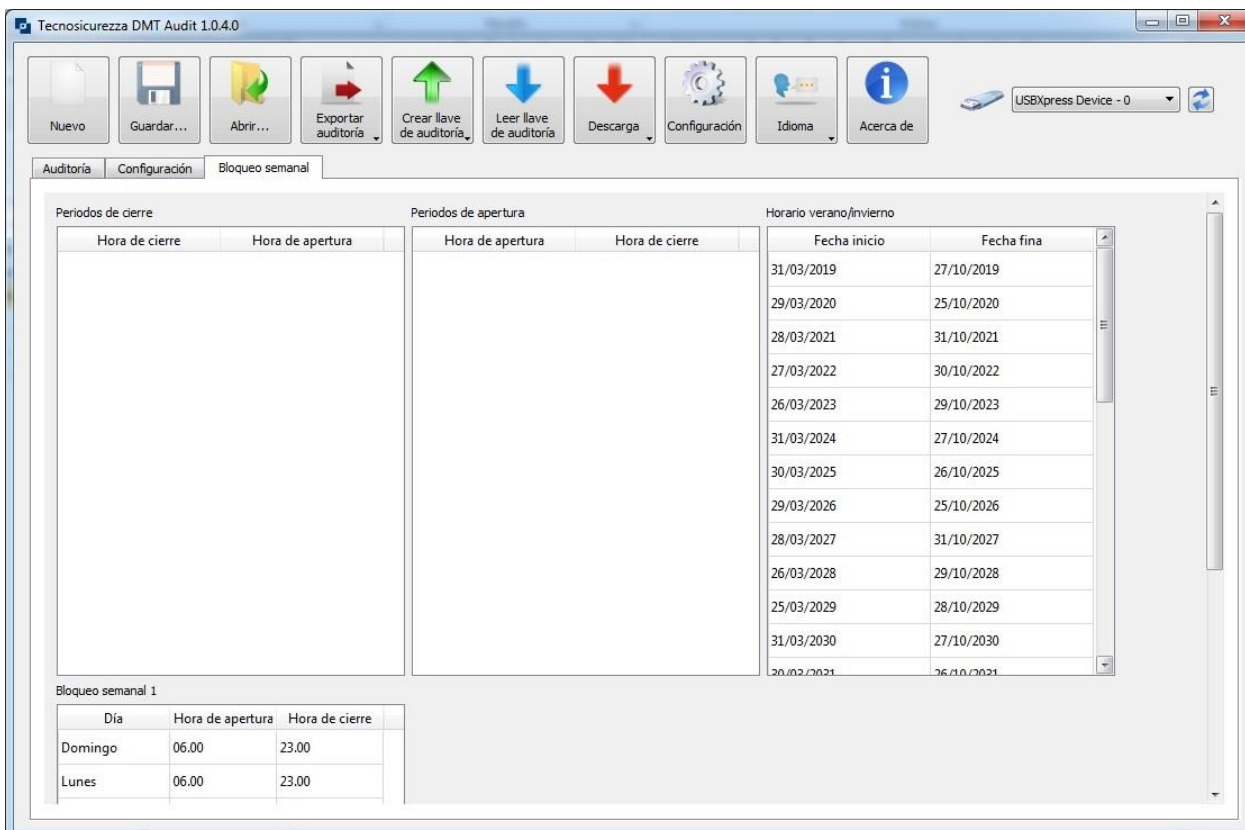 Tecnosicurezza DMT Audit 1.0.4.0
Nuevo
Guardar...
Abrir...
Exportar
auditoría
Crear llave
de auditoría
Leer llave
de auditoría
Descarga
Configuración
Idioma
Acerca de
USBXpress Device - 0
Auditoría Configuración Bloqueo semanal
Periodos de cierre
Hora de cierre Hora de apertura
Periodos de apertura
Hora de apertura Hora de cierre
Horario verano/invierno
Fecha inicio Fecha fina
31/03/2019 27/10/2019
29/03/2020 25/10/2020
28/03/2021 31/10/2021
27/03/2022 30/10/2022
26/03/2023 29/10/2023
31/03/2024 27/10/2024
30/03/2025 26/10/2025
29/03/2026 25/10/2026
28/03/2027 31/10/2027
26/03/2028 29/10/2028
25/03/2029 28/10/2029
31/03/2030 27/10/2030
30/03/2031 26/10/2031
Bloqueo semanal 1
Día Hora de apertura Hora de cierre
Domingo 06.00 23.00
Lunes 06.00 23.00